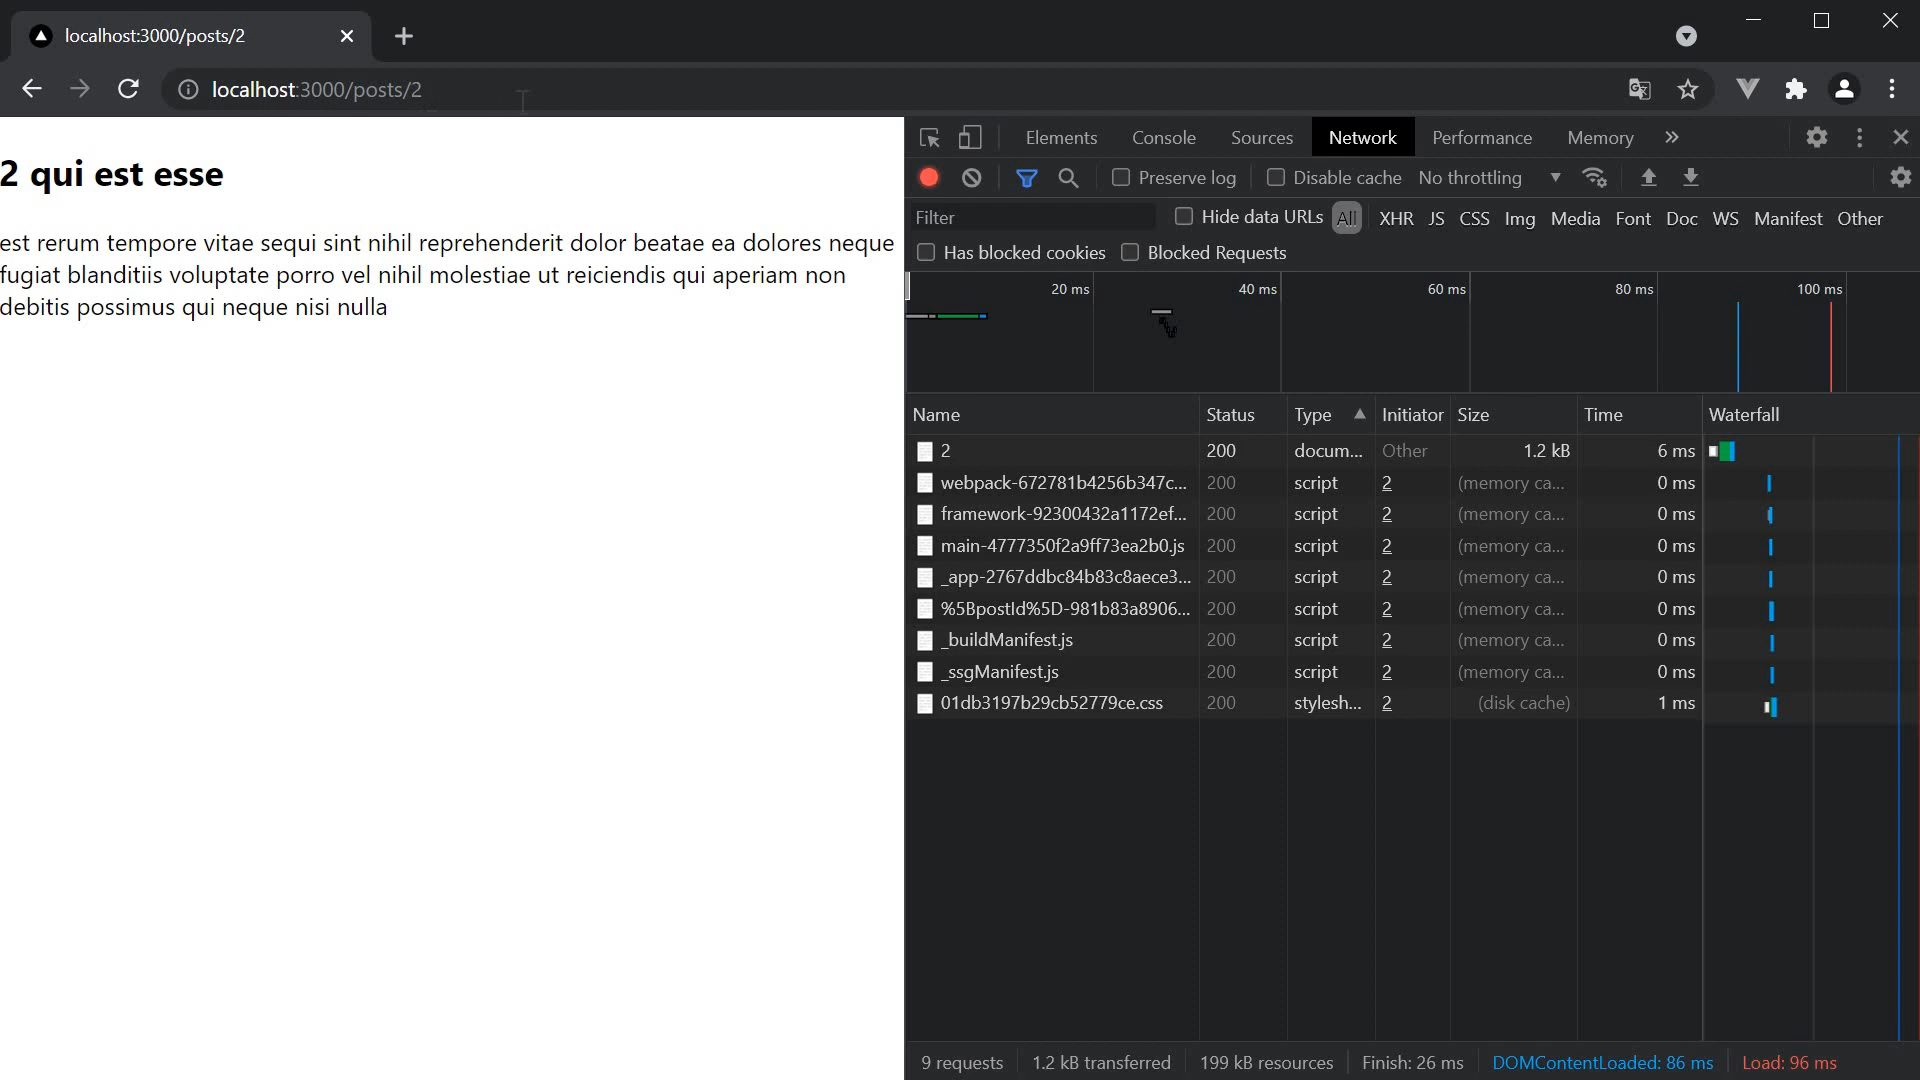 localhost:3000/posts/2
localhost:3000/posts/2
2 qui est esse
est rerum tempore vitae sequi sint nihil reprehenderit dolor beatae ea dolores neque
fugiat blanditiis voluptate porro vel nihil molestiae ut reiciendis qui aperiam non
debitis possimus qui neque nisi nulla
Elements Console Sources Network Performance Memory »
Preserve log Disable cache No throttling
Filter Hide data URLs All XHR JS CSS Img Media Font Doc WS Manifest Other
Has blocked cookies Blocked Requests
20 ms 40 ms 60 ms 80 ms 100 ms
Name Status Type Initiator Size Time Waterfall
2 200 docum... Other 1.2 kB 6 ms
webpack-672781b4256b347c... 200 script 2 (memory ca... 0 ms
framework-92300432a1172ef... 200 script 2 (memory ca... 0 ms
main-4777350f2a9ff73ea2b0.js 200 script 2 (memory ca... 0 ms
_app-2767ddbc84b83c8aece3... 200 script 2 (memory ca... 0 ms
%5BpostId%5D-981b83a8906... 200 script 2 (memory ca... 0 ms
_buildManifest.js 200 script 2 (memory ca... 0 ms
_ssgManifest.js 200 script 2 (memory ca... 0 ms
01db3197b29cb52779ce.css 200 stylesh... 2 (disk cache) 1 ms
9 requests 1.2 kB transferred 199 kB resources Finish: 26 ms DOMContentLoaded: 86 ms Load: 96 ms